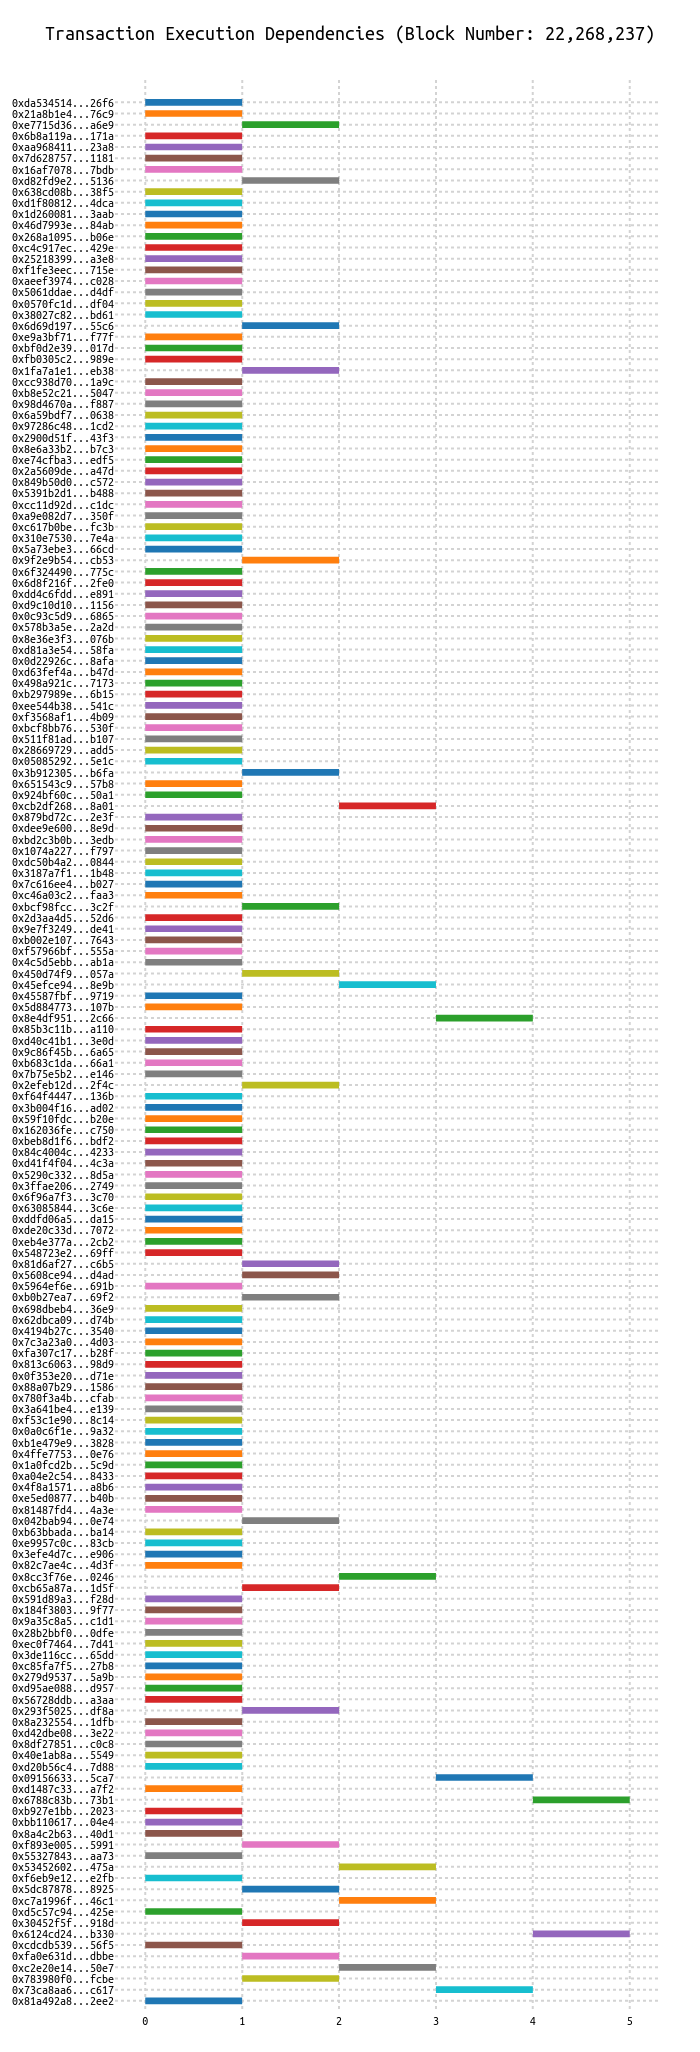 Transaction Execution Dependencies (Block Number: 22,268,237)
0xda534514...26f6
0x21a8b1e4...76c9
0xe7715d36...a6e9
0x6b8a119a...171a
0xaa968411...23a8
0x7d628757...1181
0x16af7078...7bdb
0xd82fd9e2...5136
0x638cd08b...38f5
0xd1f80812...4dca
0x1d260081...3aab
0x46d7993e...84ab
0x268a1095...b06e
0xc4c917ec...429e
0x25218399...a3e8
0xf1fe3eec...715e
0xaeef3974...c028
0x5061ddae...d4df
0x0570fc1d...df04
0x38027c82...bd61
0x6d69d197...55c6
0xe9a3bf71...f77f
0xbf0d2e39...017d
0xfb0305c2...989e
0x1fa7a1e1...eb38
0xcc938d70...1a9c
0xb8e52c21...5047
0x98d4670a...f887
0x6a59bdf7...0638
0x97286c48...1cd2
0x2900d51f...43f3
0x8e6a33b2...b7c3
0xe74cfba3...edf5
0x2a5609de...a47d
0x849b50d0...c572
0x5391b2d1...b488
0xcc11d92d...c1dc
0xa9e082d7...350f
0xc617b0be...fc3b
0x310e7530...7e4a
0x5a73ebe3...66cd
0x9f2e9b54...cb53
0x6f324490...775c
0x6d8f216f...2fe0
0xdd4c6fdd...e891
0xd9c10d10...1156
0x0c93c5d9...6865
0x578b3a5e...2a2d
0x8e36e3f3...076b
0xd81a3e54...58fa
0x0d22926c...8afa
0xd63fef4a...b47d
0x498a921c...7173
0xb297989e...6b15
0xee544b38...541c
0xf3568af1...4b09
0xbcf8bb76...530f
0x511f81ad...b107
0x28669729...add5
0x05085292...5e1c
0x3b912305...b6fa
0x651543c9...57b8
0x924bf60c...50a1
0xcb2df268...8a01
0x879bd72c...2e3f
0xdee9e600...8e9d
0xbd2c3b0b...3edb
0x1074a227...f797
0xdc50b4a2...0844
0x3187a7f1...1b48
0x7c616ee4...b027
0xc46a03c2...faa3
0xbcf98fcc...3c2f
0x2d3aa4d5...52d6
0x9e7f3249...de41
0xb002e107...7643
0xf57966bf...555a
0x4c5d5ebb...ab1a
0x450d74f9...057a
0x45efce94...8e9b
0x45587fbf...9719
0x5d884773...107b
0x8e4df951...2c66
0x85b3c11b...a110
0xd40c41b1...3e0d
0x9c86f45b...6a65
0xb683c1da...66a1
0x7b75e5b2...e146
0x2efeb12d...2f4c
0xf64f4447...136b
0x3b004f16...ad02
0x59f10fdc...b20e
0x162036fe...c750
0xbeb8d1f6...bdf2
0x84c4004c...4233
0xd41f4f04...4c3a
0x5290c332...8d5a
0x3ffae206...2749
0x6f96a7f3...3c70
0x63085844...3c6e
0xddfd06a5...da15
0xde20c33d...7072
0xeb4e377a...2cb2
0x548723e2...69ff
0x81d6af27...c6b5
0x5608ce94...d4ad
0x5964ef6e...691b
0xb0b27ea7...69f2
0x698dbeb4...36e9
0x62dbca09...d74b
0x4194b27c...3540
0x7c3a23a0...4d03
0xfa307c17...b28f
0x813c6063...98d9
0x0f353e20...d71e
0x88a07b29...1586
0x780f3a4b...cfab
0x3a641be4...e139
0xf53c1e90...8c14
0x0a0c6f1e...9a32
0xb1e479e9...3828
0x4ffe7753...0e76
0x1a0fcd2b...5c9d
0xa04e2c54...8433
0x4f8a1571...a8b6
0xe5ed0877...b40b
0x81487fd4...4a3e
0x042bab94...0e74
0xb63bbada...ba14
0xe9957c0c...83cb
0x3efe4d7c...e906
0x82c7ae4c...4d3f
0x8cc3f76e...0246
0xcb65a87a...1d5f
0x591d89a3...f28d
0x184f3803...9f77
0x9a35c8a5...c1d1
0x28b2bbf0...0dfe
0xec0f7464...7d41
0x3de116cc...65dd
0xc85fa7f5...27b8
0x279d9537...5a9b
0xd95ae088...d957
0x56728ddb...a3aa
0x293f5025...df8a
0x8a232554...1dfb
0xd42dbe08...3e22
0x8df27851...c0c8
0x40e1ab8a...5549
0xd20b56c4...7d88
0x09156633...5ca7
0xd1487c33...a7f2
0x6788c83b...73b1
0xb927e1bb...2023
0xbb110617...04e4
0x8a4c2b63...40d1
0xf893e005...5991
0x55327843...aa73
0x53452602...475a
0xf6eb9e12...e2fb
0x5dc87878...8925
0xc7a1996f...46c1
0xd5c57c94...425e
0x30452f5f...918d
0x6124cd24...b330
0xcdcdb539...56f5
0xfa0e631d...dbbe
0xc2e20e14...50e7
0x783980f0...fcbe
0x73ca8aa6...c617
0x81a492a8...2ee2
0 1 2 3 4 5